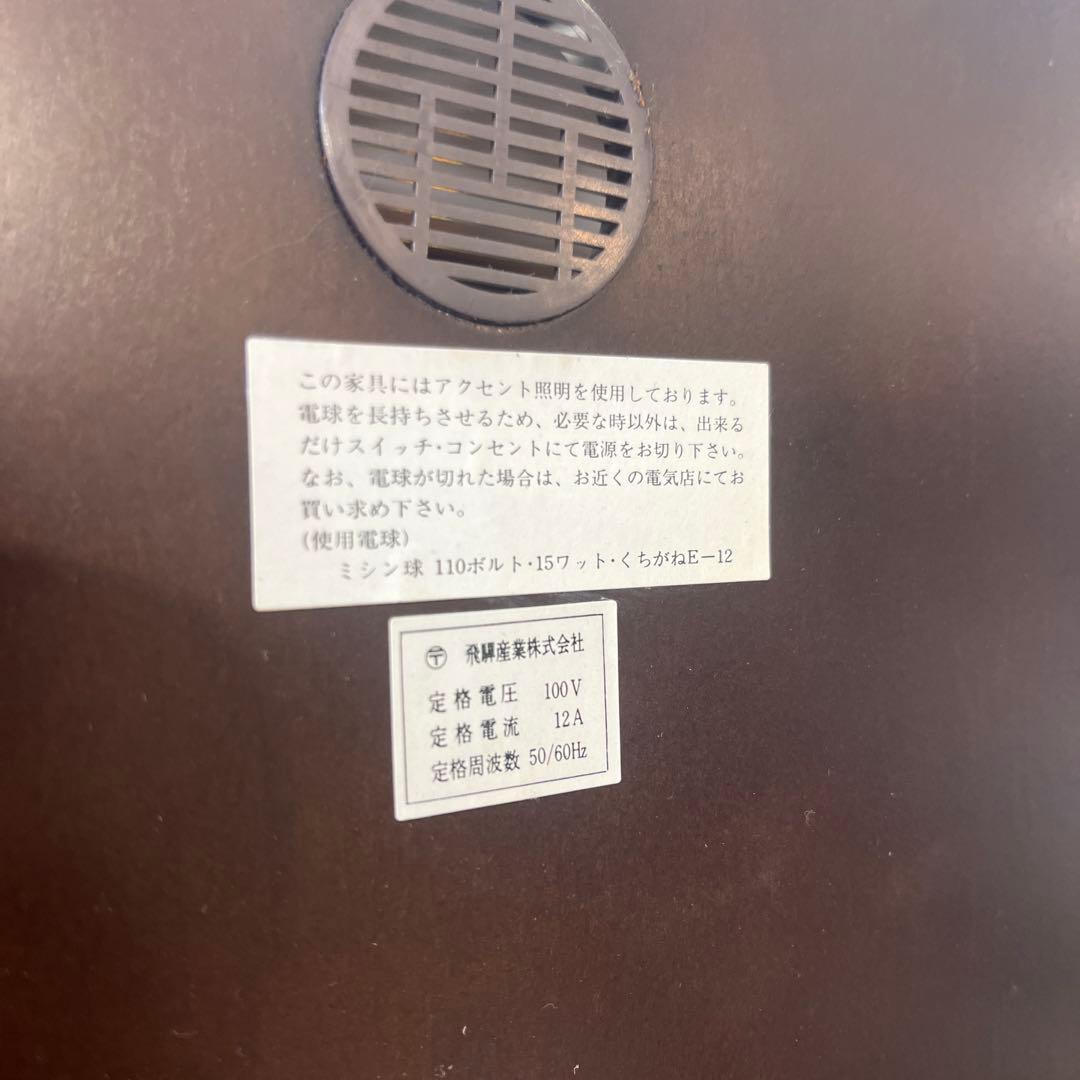 この家具にはアクセント照明を使用しております。
電球を長持ちさせるため、必要な時以外は、出来る
だけスイッチ・コンセントにて電源をお切り下さい。
なお、電球が切れた場合は、お近くの電気店にてお
買い求め下さい。
(使用電球)
ミシン球 110ボルト・15ワット・くちがねE-12
〶 飛驒産業株式会社
定格電圧 100V
定格電流 12A
定格周波数 50/60Hz